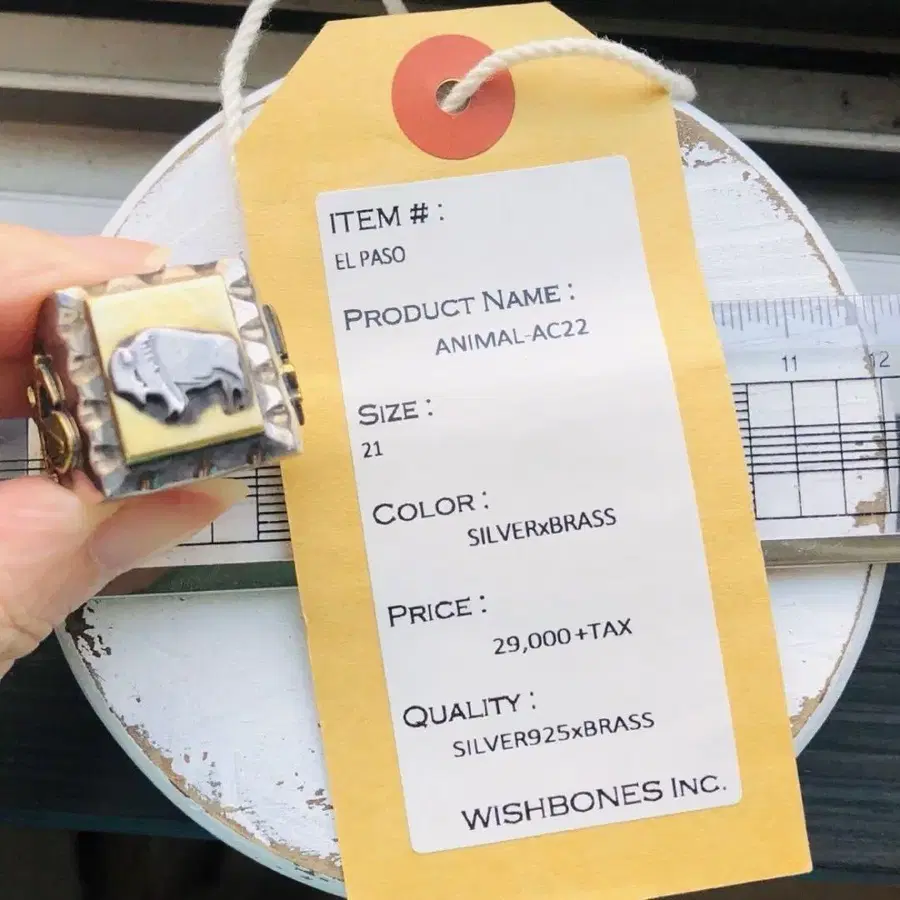 ITEM # :
EL PASO
PRODUCT NAME :
ANIMAL-AC22
SIZE :
21
COLOR :
SILVERxBRASS
PRICE :
29,000+TAX
QUALITY :
SILVER925xBRASS
WISHBONES INC.
11 12